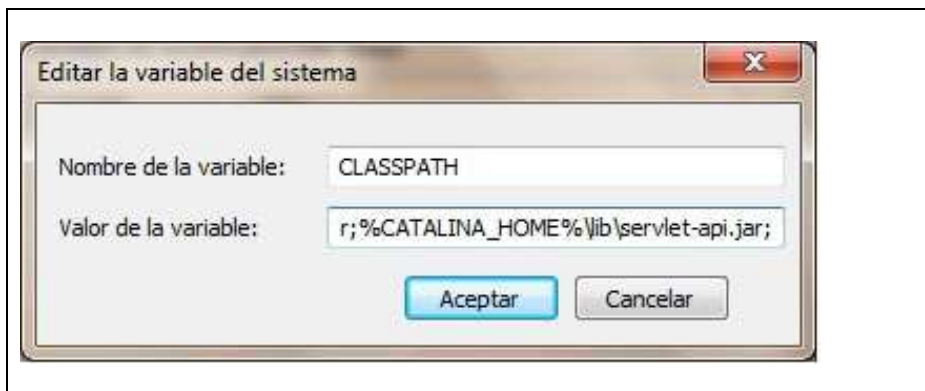 Editar la variable del sistema
Nombre de la variable: CLASSPATH
Valor de la variable: r;%CATALINA_HOME%\lib\servlet-api.jar;
Aceptar Cancelar